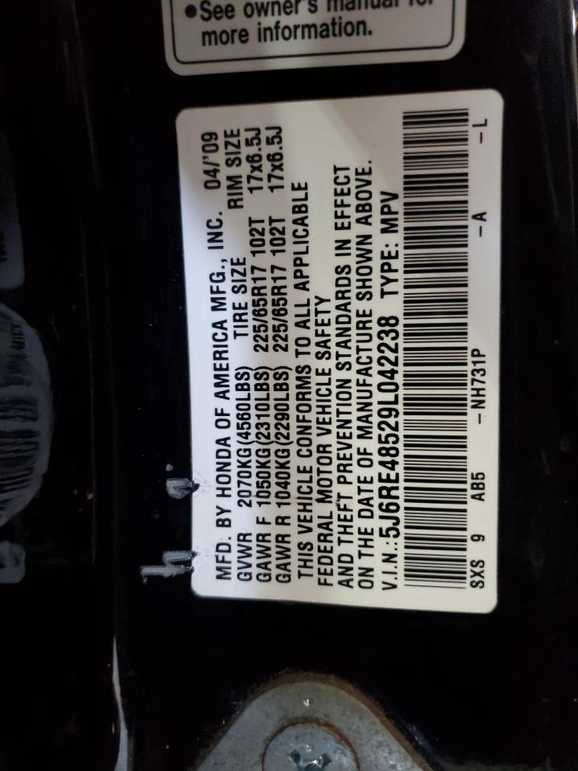 •See owner's manual for
more information.
MFD. BY HONDA OF AMERICA MFG., INC. 04/'09
GVWR 2070KG(4560LBS) TIRE SIZE RIM SIZE
GAWR F 1050KG(2310LBS) 225/65R17 102T 17x6.5J
GAWR R 1040KG(2290LBS) 225/65R17 102T 17x6.5J
THIS VEHICLE CONFORMS TO ALL APPLICABLE
FEDERAL MOTOR VEHICLE SAFETY
AND THEFT PREVENTION STANDARDS IN EFFECT
ON THE DATE OF MANUFACTURE SHOWN ABOVE.
V.I.N.:5J6RE48529L042238 TYPE: MPV
SXS 9 AB5 -NH731P -A -L